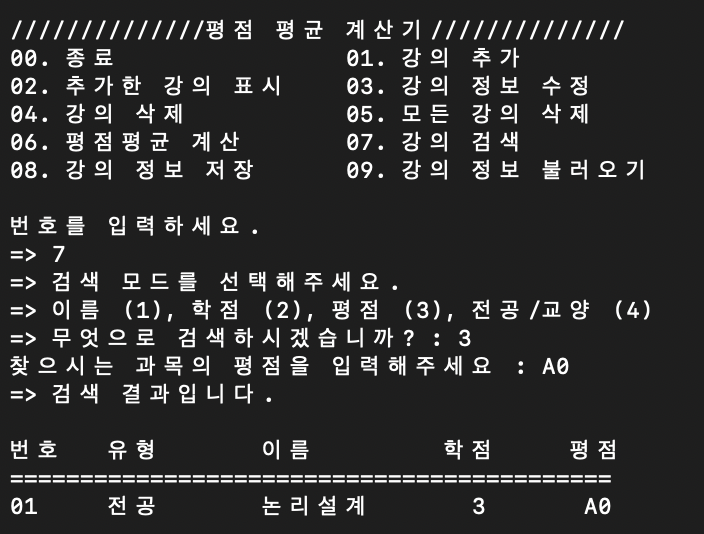 //////////////평점 평균 계산기//////////////
00. 종료 01. 강의 추가
02. 추가한 강의 표시 03. 강의 정보 수정
04. 강의 삭제 05. 모든 강의 삭제
06. 평점평균 계산 07. 강의 검색
08. 강의 정보 저장 09. 강의 정보 불러오기
번호를 입력하세요.
=> 7
=> 검색 모드를 선택해주세요.
=> 이름 (1), 학점 (2), 평점 (3), 전공/교양 (4)
=> 무엇으로 검색하시겠습니까? : 3
찾으시는 과목의 평점을 입력해주세요 : A0
=> 검색 결과입니다.
번호 유형 이름 학점 평점
===========================================
01 전공 논리설계 3 A0